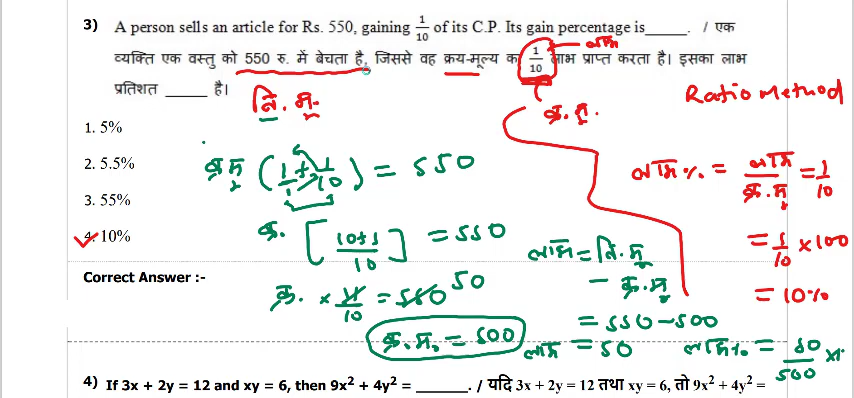 3) A person sells an article for Rs. 550, gaining 1/10 of its C.P. Its gain percentage is_____. / एक
व्यक्ति एक वस्तु को 550 रु. में बेचता है, जिससे वह क्रय-मूल्य का 1/10 लाभ प्राप्त करता है। इसका लाभ
प्रतिशत _____ है।
लाभ
वि. मू.
क्र. मू.
Ratio Method
1. 5%
2. 5.5%
3. 55%
4. 10%
क्र मू (1/1 + 1/10) = 550
क्र. [10+1/10] = 550
क्र. × 11/10 = 550 50
क्र. मू. = 500
लाभ = वि. मू
- क्र. मू
= 550 - 500
लाभ = 50
लाभ % = लाभ/क्र. मू = 1/10
= 1/10 × 100
= 10%
लाभ % = 50/500 ×
Correct Answer :-
4) If 3x + 2y = 12 and xy = 6, then 9x² + 4y² = ______. / यदि 3x + 2y = 12 तथा xy = 6, तो 9x² + 4y² =